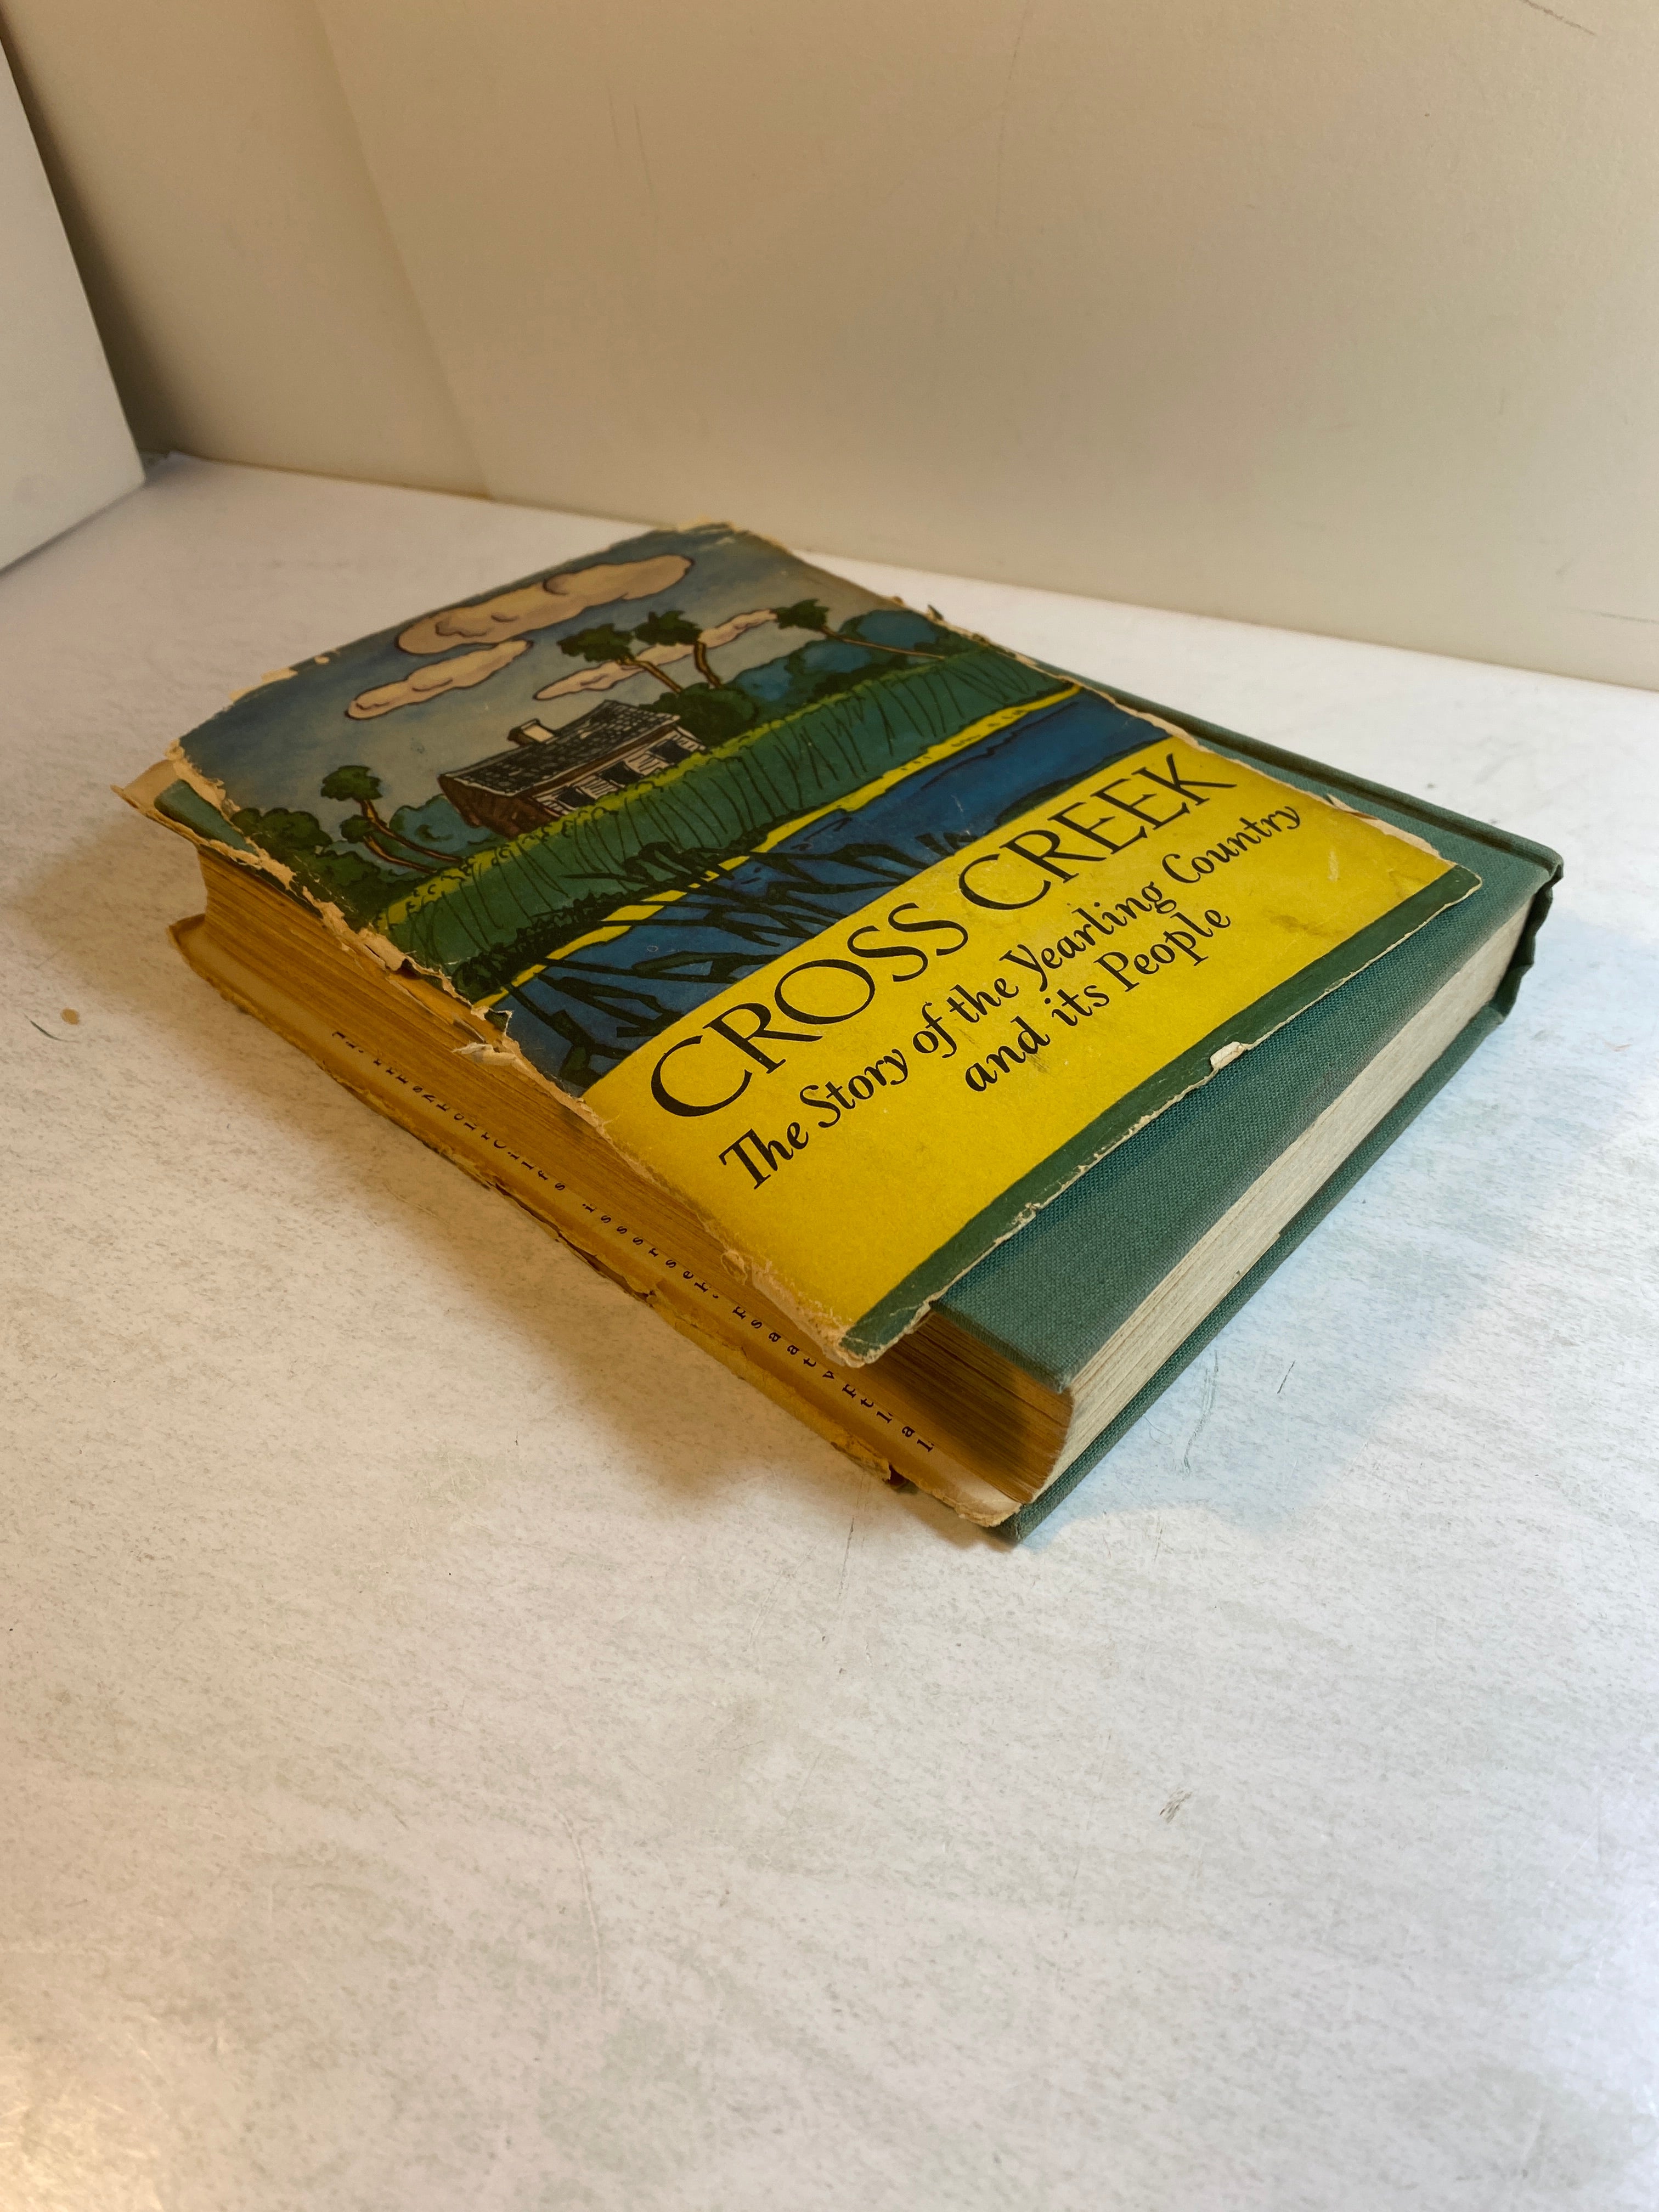 CROSS CREEK
The Story of the Yearling Country
and its People